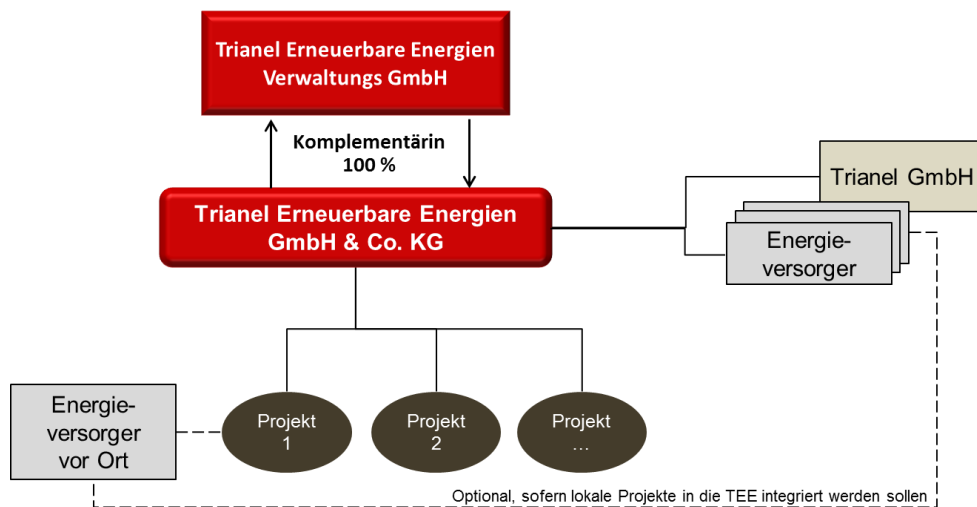 Trianel Erneuerbare Energien
Verwaltungs GmbH
Komplementärin
100 %
Trianel GmbH
Trianel Erneuerbare Energien
GmbH & Co. KG
Energie-
versorger
Energie-
versorger
vor Ort
Projekt
1
Projekt
2
Projekt
...
Optional, sofern lokale Projekte in die TEE integriert werden sollen